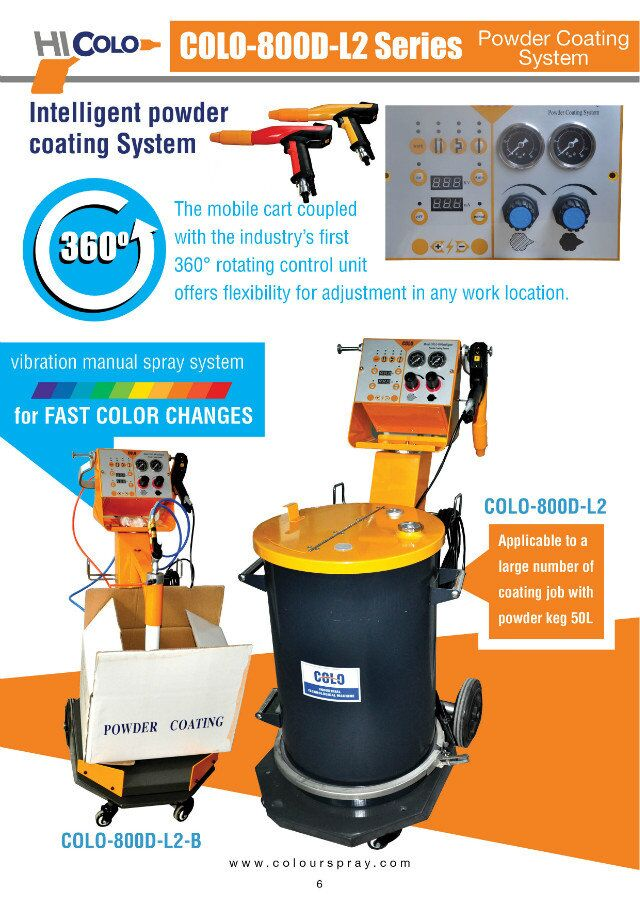 HICOLO
COLO-800D-L2 Series
Powder Coating
System
Intelligent powder
coating System
Powder Coating System
360°
The mobile cart coupled
with the industry's first
360° rotating control unit
offers flexibility for adjustment in any work location.
vibration manual spray system
for FAST COLOR CHANGES
COLO
COLO-800D-L2
Applicable to a
large number of
coating job with
powder keg 50L
COLO
POWDER COATING
COLO-800D-L2-B
www.colourspray.com
6